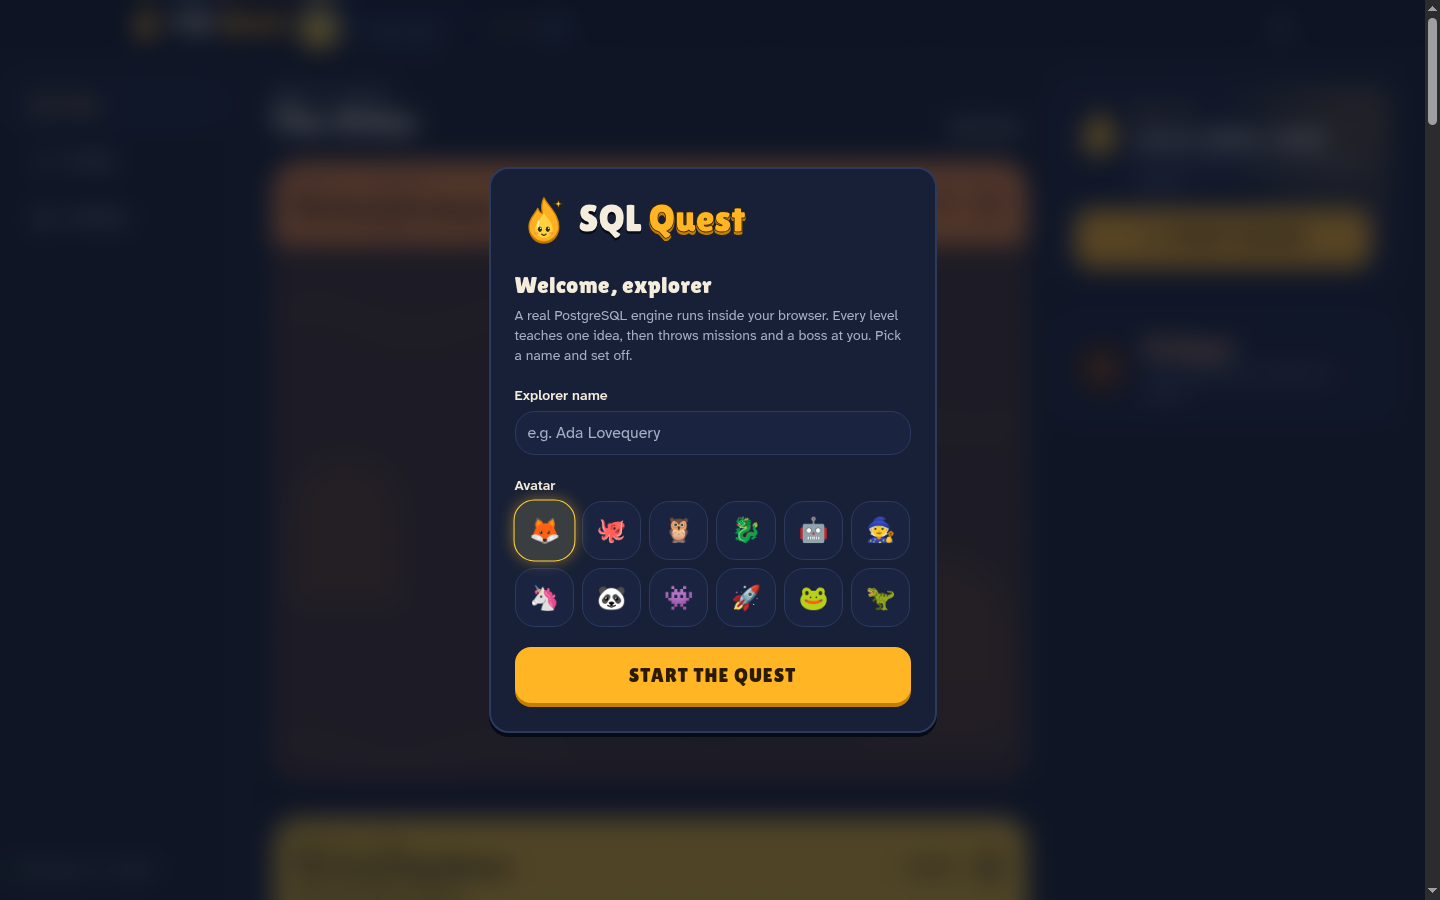 SQL Quest
Welcome, explorer
A real PostgreSQL engine runs inside your browser. Every level
teaches one idea, then throws missions and a boss at you. Pick
a name and set off.
Explorer name
e.g. Ada Lovequery
Avatar
START THE QUEST